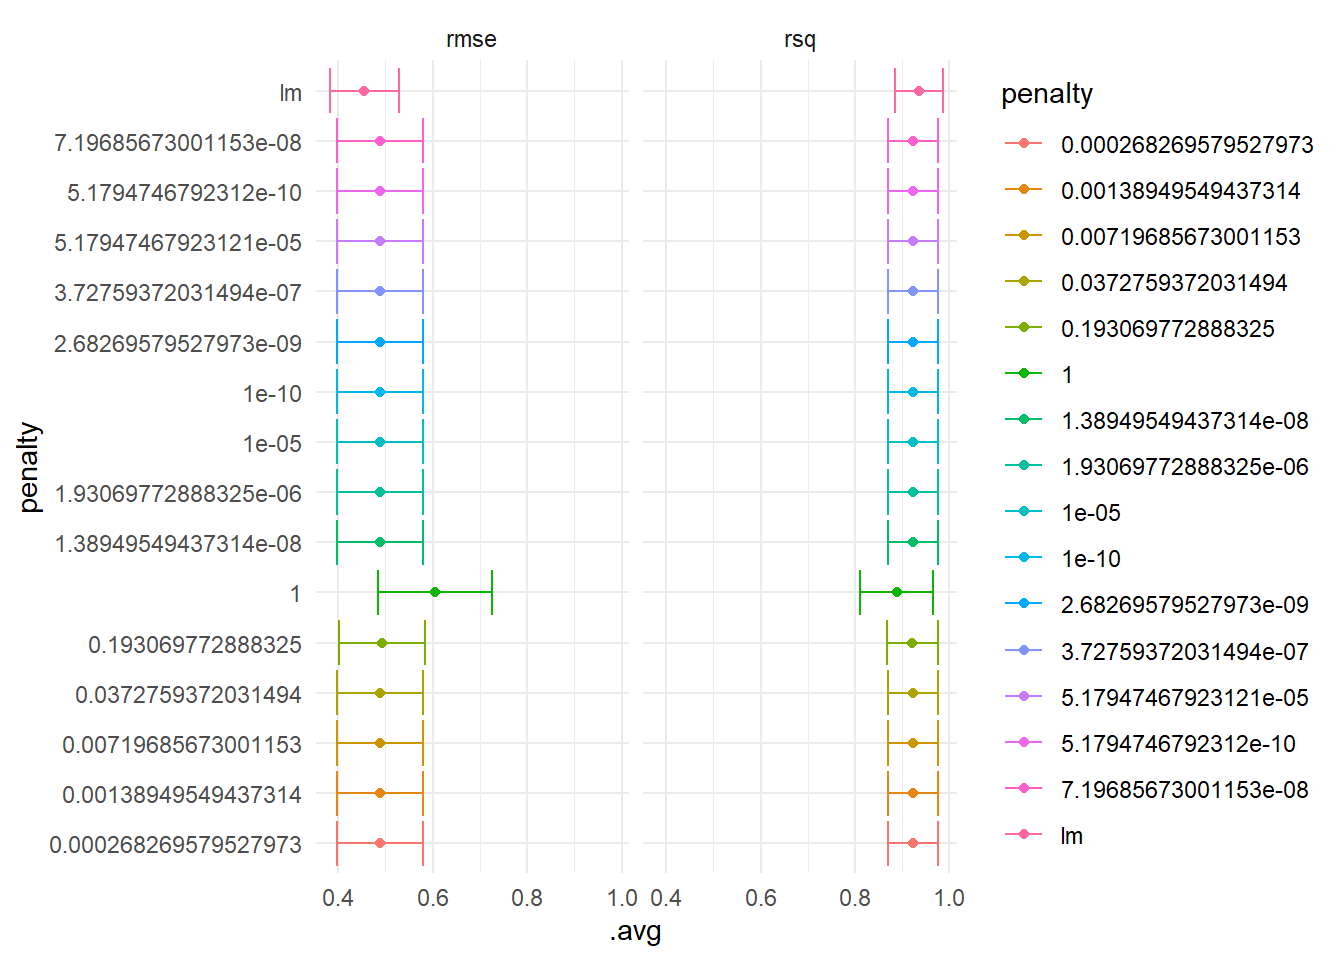 rmse
rsq
penalty
lm
7.19685673001153e-08
5.1794746792312e-10
5.17947467923121e-05
3.72759372031494e-07
2.68269579527973e-09
1e-10
1e-05
1.93069772888325e-06
1.38949549437314e-08
1
0.193069772888325
0.0372759372031494
0.00719685673001153
0.00138949549437314
0.000268269579527973
0.4 0.6 0.8 1.0 0.4 0.6 0.8 1.0
.avg
penalty
0.000268269579527973
0.00138949549437314
0.00719685673001153
0.0372759372031494
0.193069772888325
1
1.38949549437314e-08
1.93069772888325e-06
1e-05
1e-10
2.68269579527973e-09
3.72759372031494e-07
5.17947467923121e-05
5.1794746792312e-10
7.19685673001153e-08
lm